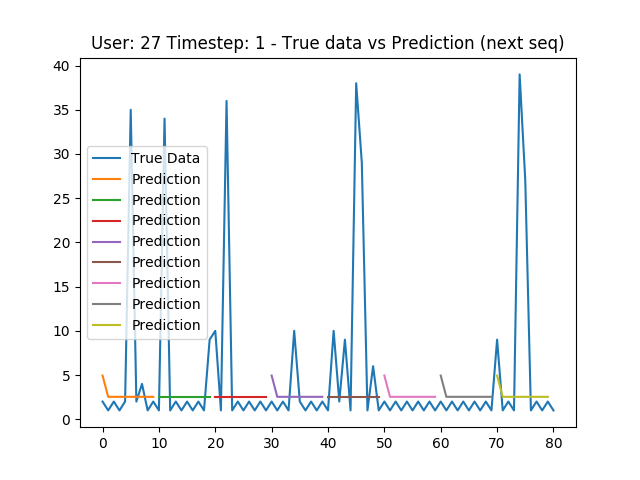 User: 27 Timestep: 1 - True data vs Prediction (next seq)
40
35
30
25
20
15
10
5
0
True Data
Prediction
Prediction
Prediction
Prediction
Prediction
Prediction
Prediction
Prediction
0 10 20 30 40 50 60 70 80